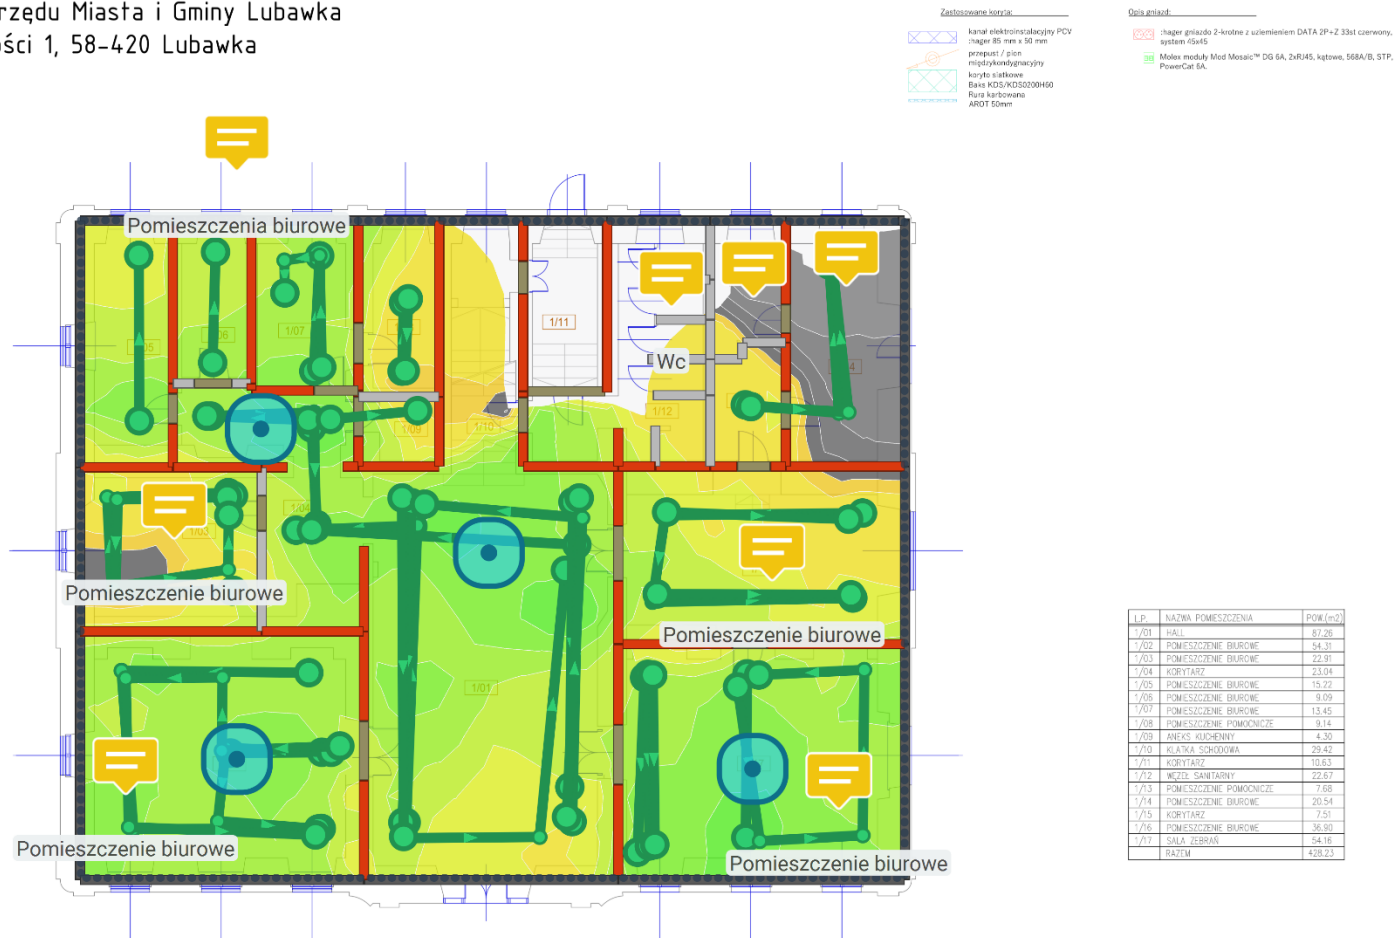 rzędu Miasta i Gminy Lubawka
ości 1, 58-420 Lubawka
Zastosowane koryta:
kanał elektroinstalacyjny PCV
:hager 85 mm x 50 mm
przepust / pion
międzykondygnacyjny
koryto siatkowe
Baks KDS/KDS0200H60
Rura karbowana
AROT 50mm
Opis gniazd:
:hager gniazdo 2-krotne z uziemieniem DATA 2P+Z 33st czerwony,
system 45x45
Molex moduły Mod Mosaic™ DG 6A, 2xRJ45, kątowe, 568A/B, STP,
PowerCat 6A.
Pomieszczenia biurowe
1/07
1/11
Wc
1/12
1/09
1/10
1/04
1/03
Pomieszczenie biurowe
Pomieszczenie biurowe
1/01
Pomieszczenie biurowe
Pomieszczenie biurowe
L.P. NAZWA POMIESZCZENIA POW.(m2)
1/01 HALL 87.26
1/02 POMIESZCZENIE BIUROWE 54.31
1/03 POMIESZCZENIE BIUROWE 22.91
1/04 KORYTARZ 23.04
1/05 POMIESZCZENIE BIUROWE 15.22
1/06 POMIESZCZENIE BIUROWE 9.09
1/07 POMIESZCZENIE BIUROWE 13.45
1/08 POMIESZCZENIE POMOCNICZE 9.14
1/09 ANEKS KUCHENNY 4.30
1/10 KLATKA SCHODOWA 29.42
1/11 KORYTARZ 10.63
1/12 WĘZEŁ SANITARNY 22.67
1/13 POMIESZCZENIE POMOCNICZE 7.68
1/14 POMIESZCZENIE BIUROWE 20.54
1/15 KORYTARZ 7.51
1/16 POMIESZCZENIE BIUROWE 36.90
1/17 SALA ZEBRAŃ 54.16
RAZEM 428.23